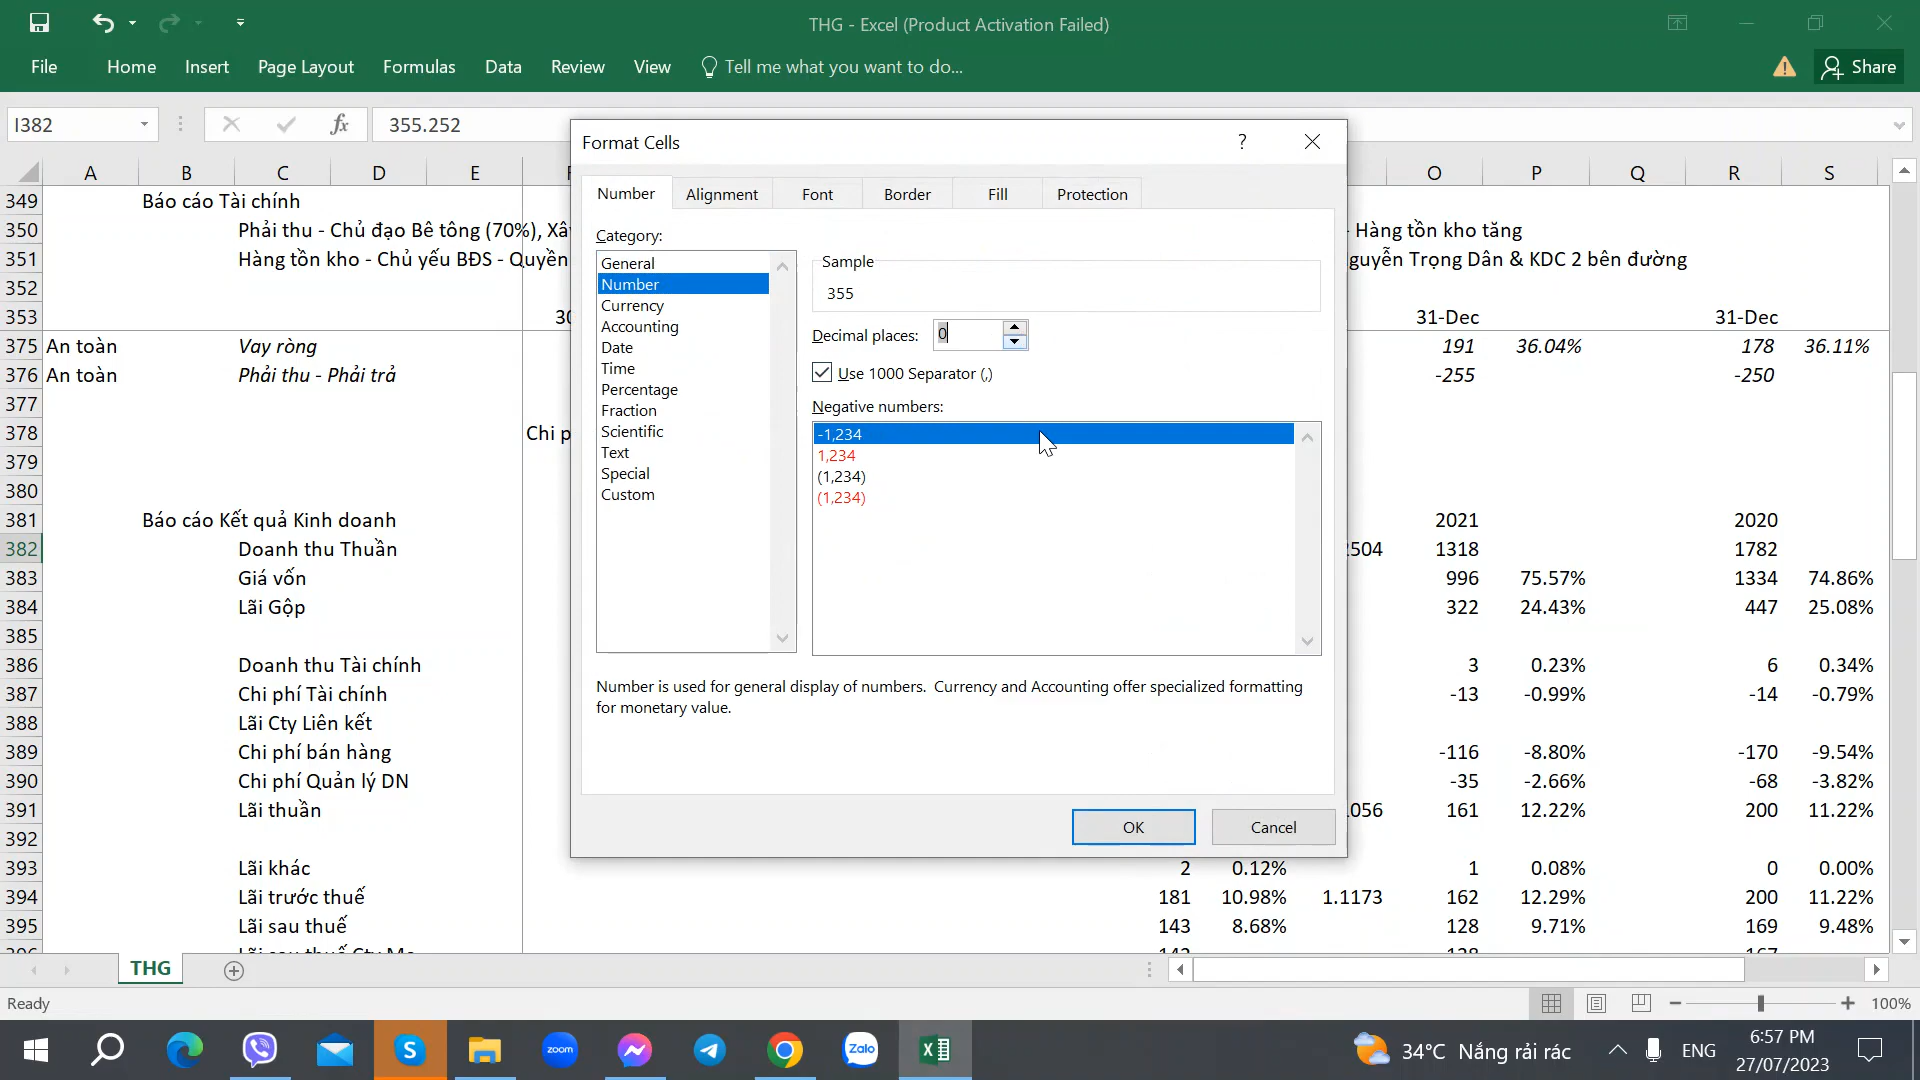 THG - Excel (Product Activation Failed)
File Home Insert Page Layout Formulas Data Review View Tell me what you want to do... Share
I382 fx 355.252
Format Cells ?
Number Alignment Font Border Fill Protection
Category:
General
Number
Currency
Accounting
Date
Time
Percentage
Fraction
Scientific
Text
Special
Custom
Sample
355
Decimal places: 0
Use 1000 Separator (,)
Negative numbers:
-1,234
1,234
(1,234)
(1,234)
Number is used for general display of numbers. Currency and Accounting offer specialized formatting
for monetary value.
OK Cancel
A B C D E O P Q R S
349 Báo cáo Tài chính
350 Phải thu - Chủ đạo Bê tông (70%), Xâ - Hàng tồn kho tăng
351 Hàng tồn kho - Chủ yếu BĐS - Quyền guyễn Trọng Dân & KDC 2 bên đường
352
353 30 31-Dec 31-Dec
375 An toàn Vay ròng 191 36.04% 178 36.11%
376 An toàn Phải thu - Phải trả -255 -250
377
378 Chi p
379
380
381 Báo cáo Kết quả Kinh doanh 2021 2020
382 Doanh thu Thuần 504 1318 1782
383 Giá vốn 996 75.57% 1334 74.86%
384 Lãi Gộp 322 24.43% 447 25.08%
385
386 Doanh thu Tài chính 3 0.23% 6 0.34%
387 Chi phí Tài chính -13 -0.99% -14 -0.79%
388 Lãi Cty Liên kết
389 Chi phí bán hàng -116 -8.80% -170 -9.54%
390 Chi phí Quản lý DN -35 -2.66% -68 -3.82%
391 Lãi thuần 056 161 12.22% 200 11.22%
392
393 Lãi khác 2 0.12% 1 0.08% 0 0.00%
394 Lãi trước thuế 181 10.98% 1.1173 162 12.29% 200 11.22%
395 Lãi sau thuế 143 8.68% 128 9.71% 169 9.48%
THG
Ready 100%
zoom Zalo 34°C Nắng rải rác ENG 6:57 PM
27/07/2023